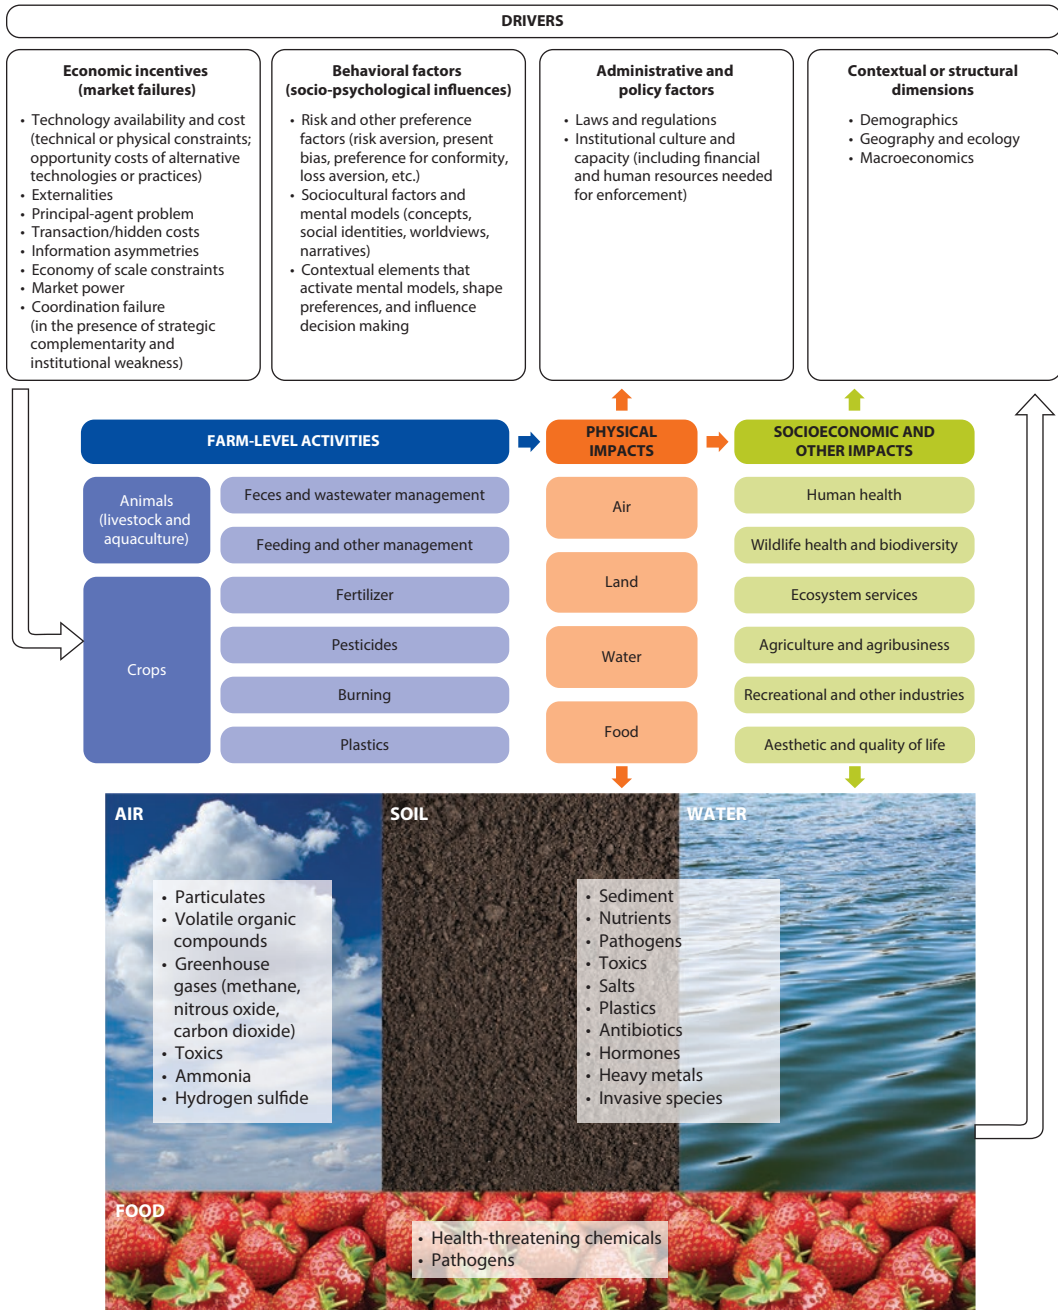 DRIVERS
Economic incentives
(market failures)
• Technology availability and cost
(technical or physical constraints;
opportunity costs of alternative
technologies or practices)
• Externalities
• Principal-agent problem
• Transaction/hidden costs
• Information asymmetries
• Economy of scale constraints
• Market power
• Coordination failure
(in the presence of strategic
complementarity and
institutional weakness)
Behavioral factors
(socio-psychological influences)
• Risk and other preference
factors (risk aversion, present
bias, preference for conformity,
loss aversion, etc.)
• Sociocultural factors and
mental models (concepts,
social identities, worldviews,
narratives)
• Contextual elements that
activate mental models, shape
preferences, and influence
decision making
Administrative and
policy factors
• Laws and regulations
• Institutional culture and
capacity (including financial
and human resources needed
for enforcement)
Contextual or structural
dimensions
• Demographics
• Geography and ecology
• Macroeconomics
FARM-LEVEL ACTIVITIES
Animals
(livestock and
aquaculture)
Feces and wastewater management
Feeding and other management
Crops
Fertilizer
Pesticides
Burning
Plastics
PHYSICAL
IMPACTS
Air
Land
Water
Food
SOCIOECONOMIC AND
OTHER IMPACTS
Human health
Wildlife health and biodiversity
Ecosystem services
Agriculture and agribusiness
Recreational and other industries
Aesthetic and quality of life
AIR
• Particulates
• Volatile organic
compounds
• Greenhouse
gases (methane,
nitrous oxide,
carbon dioxide)
• Toxics
• Ammonia
• Hydrogen sulfide
SOIL
WATER
• Sediment
• Nutrients
• Pathogens
• Toxics
• Salts
• Plastics
• Antibiotics
• Hormones
• Heavy metals
• Invasive species
FOOD
• Health-threatening chemicals
• Pathogens